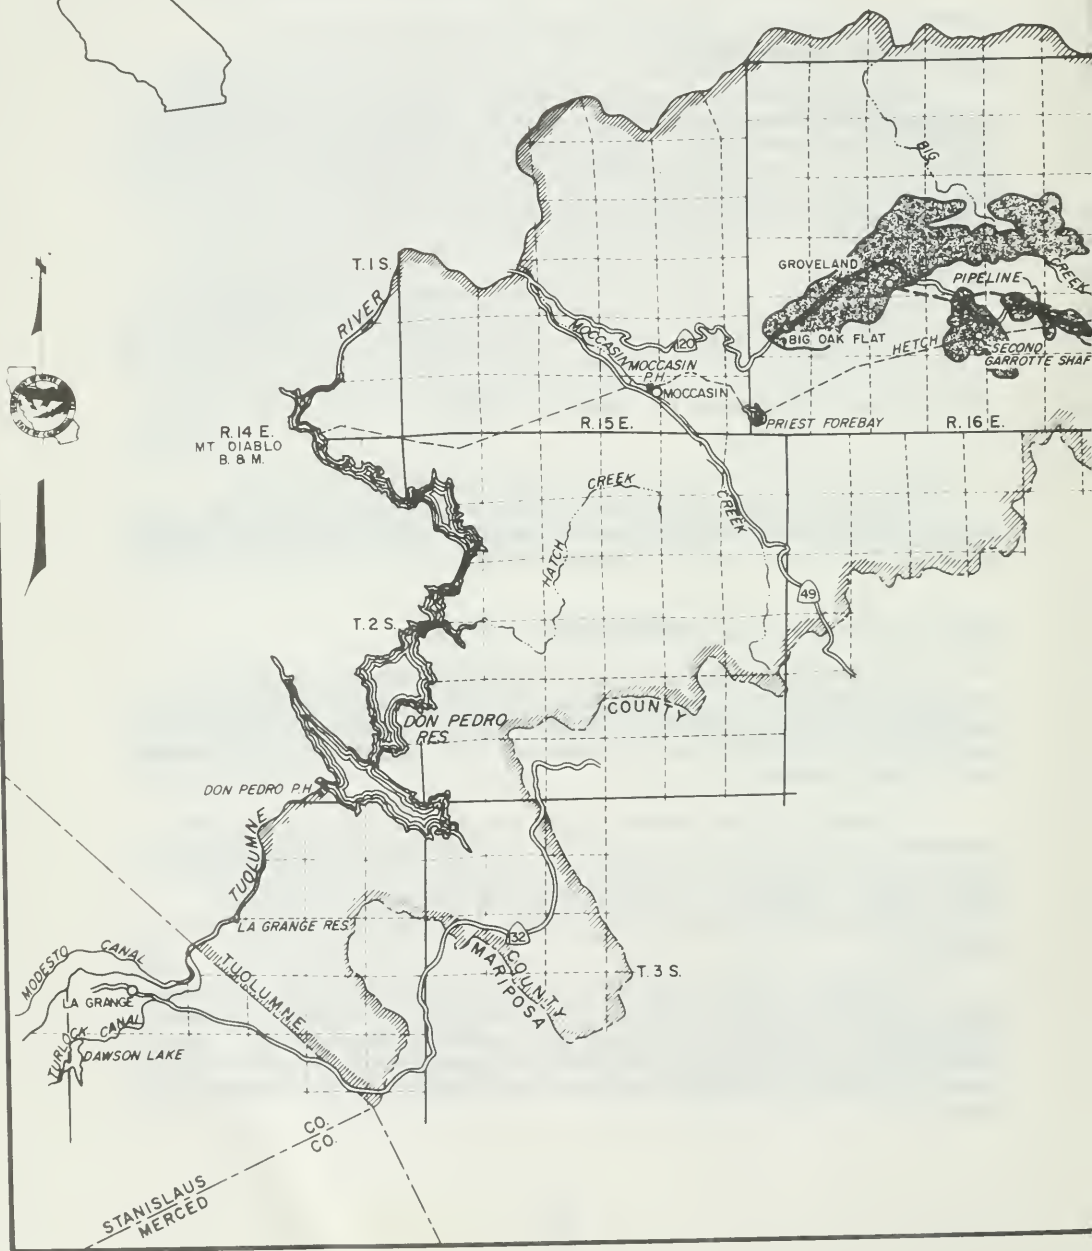 BIG
T. 1 S.
GROVELAND
CREEK
PIPELINE
RIVER
MOCCASIN
120
BIG OAK FLAT
HETCH
SECOND
GARROTTE SHAF
MOCCASIN
P.H.
MOCCASIN
R. 14 E.
MT. DIABLO
B. & M.
R. 15 E.
PRIEST FOREBAY
R. 16 E.
CREEK
CREEK
HATCH
49
T. 2 S.
COUNTY
DON PEDRO
RES.
DON PEDRO P.H.
TUOLUMNE
LA GRANGE RES.
32
MODESTO CANAL
TUOLUMNE
COUNTY
MARIPOSA
T. 3 S.
LA GRANGE
TURLOCK CANAL
DAWSON LAKE
CO.
CO.
STANISLAUS
MERCED